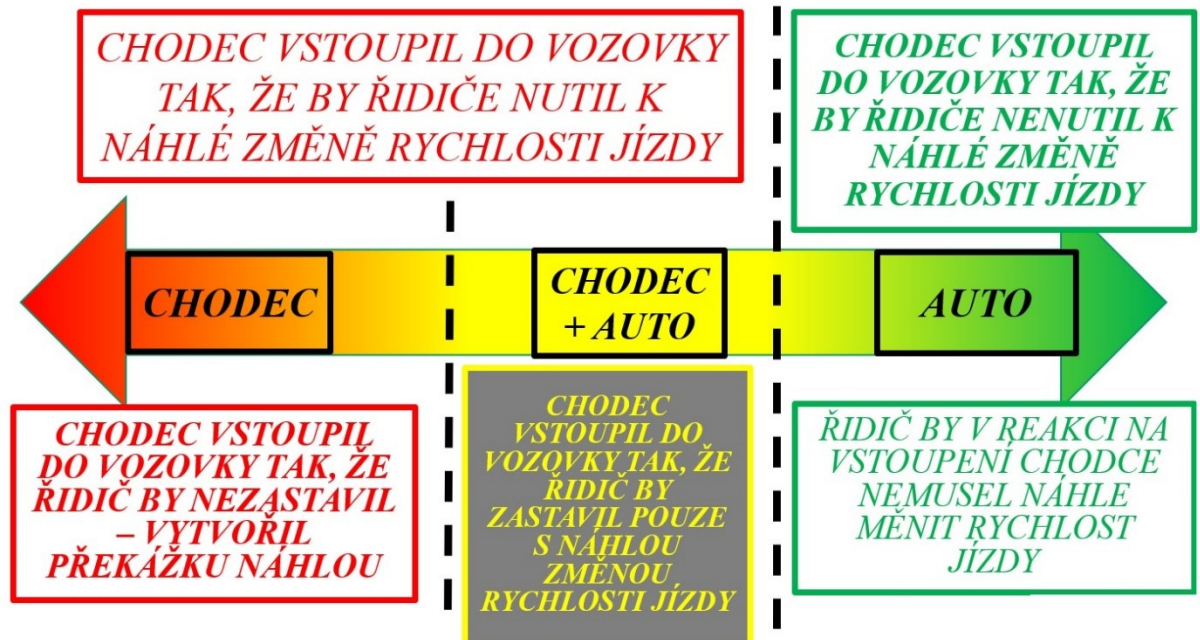 CHODEC VSTOUPIL DO VOZOVKY
TAK, ŽE BY ŘIDIČE NUTIL K
NÁHLÉ ZMĚNĚ RYCHLOSTI JÍZDY
CHODEC VSTOUPIL
DO VOZOVKY TAK, ŽE
BY ŘIDIČE NENUTIL K
NÁHLÉ ZMĚNĚ
RYCHLOSTI JÍZDY
CHODEC
CHODEC
+ AUTO
AUTO
CHODEC VSTOUPIL
DO VOZOVKY TAK, ŽE
ŘIDIČ BY NEZASTAVIL
– VYTVOŘIL
PŘEKÁŽKU NÁHLOU
CHODEC
VSTOUPIL DO
VOZOVKY TAK, ŽE
ŘIDIČ BY
ZASTAVIL POUZE
S NÁHLOU
ZMĚNOU
RYCHLOSTI JÍZDY
ŘIDIČ BY V REAKCI NA
VSTOUPENÍ CHODCE
NEMUSEL NÁHLE
MĚNIT RYCHLOST
JÍZDY